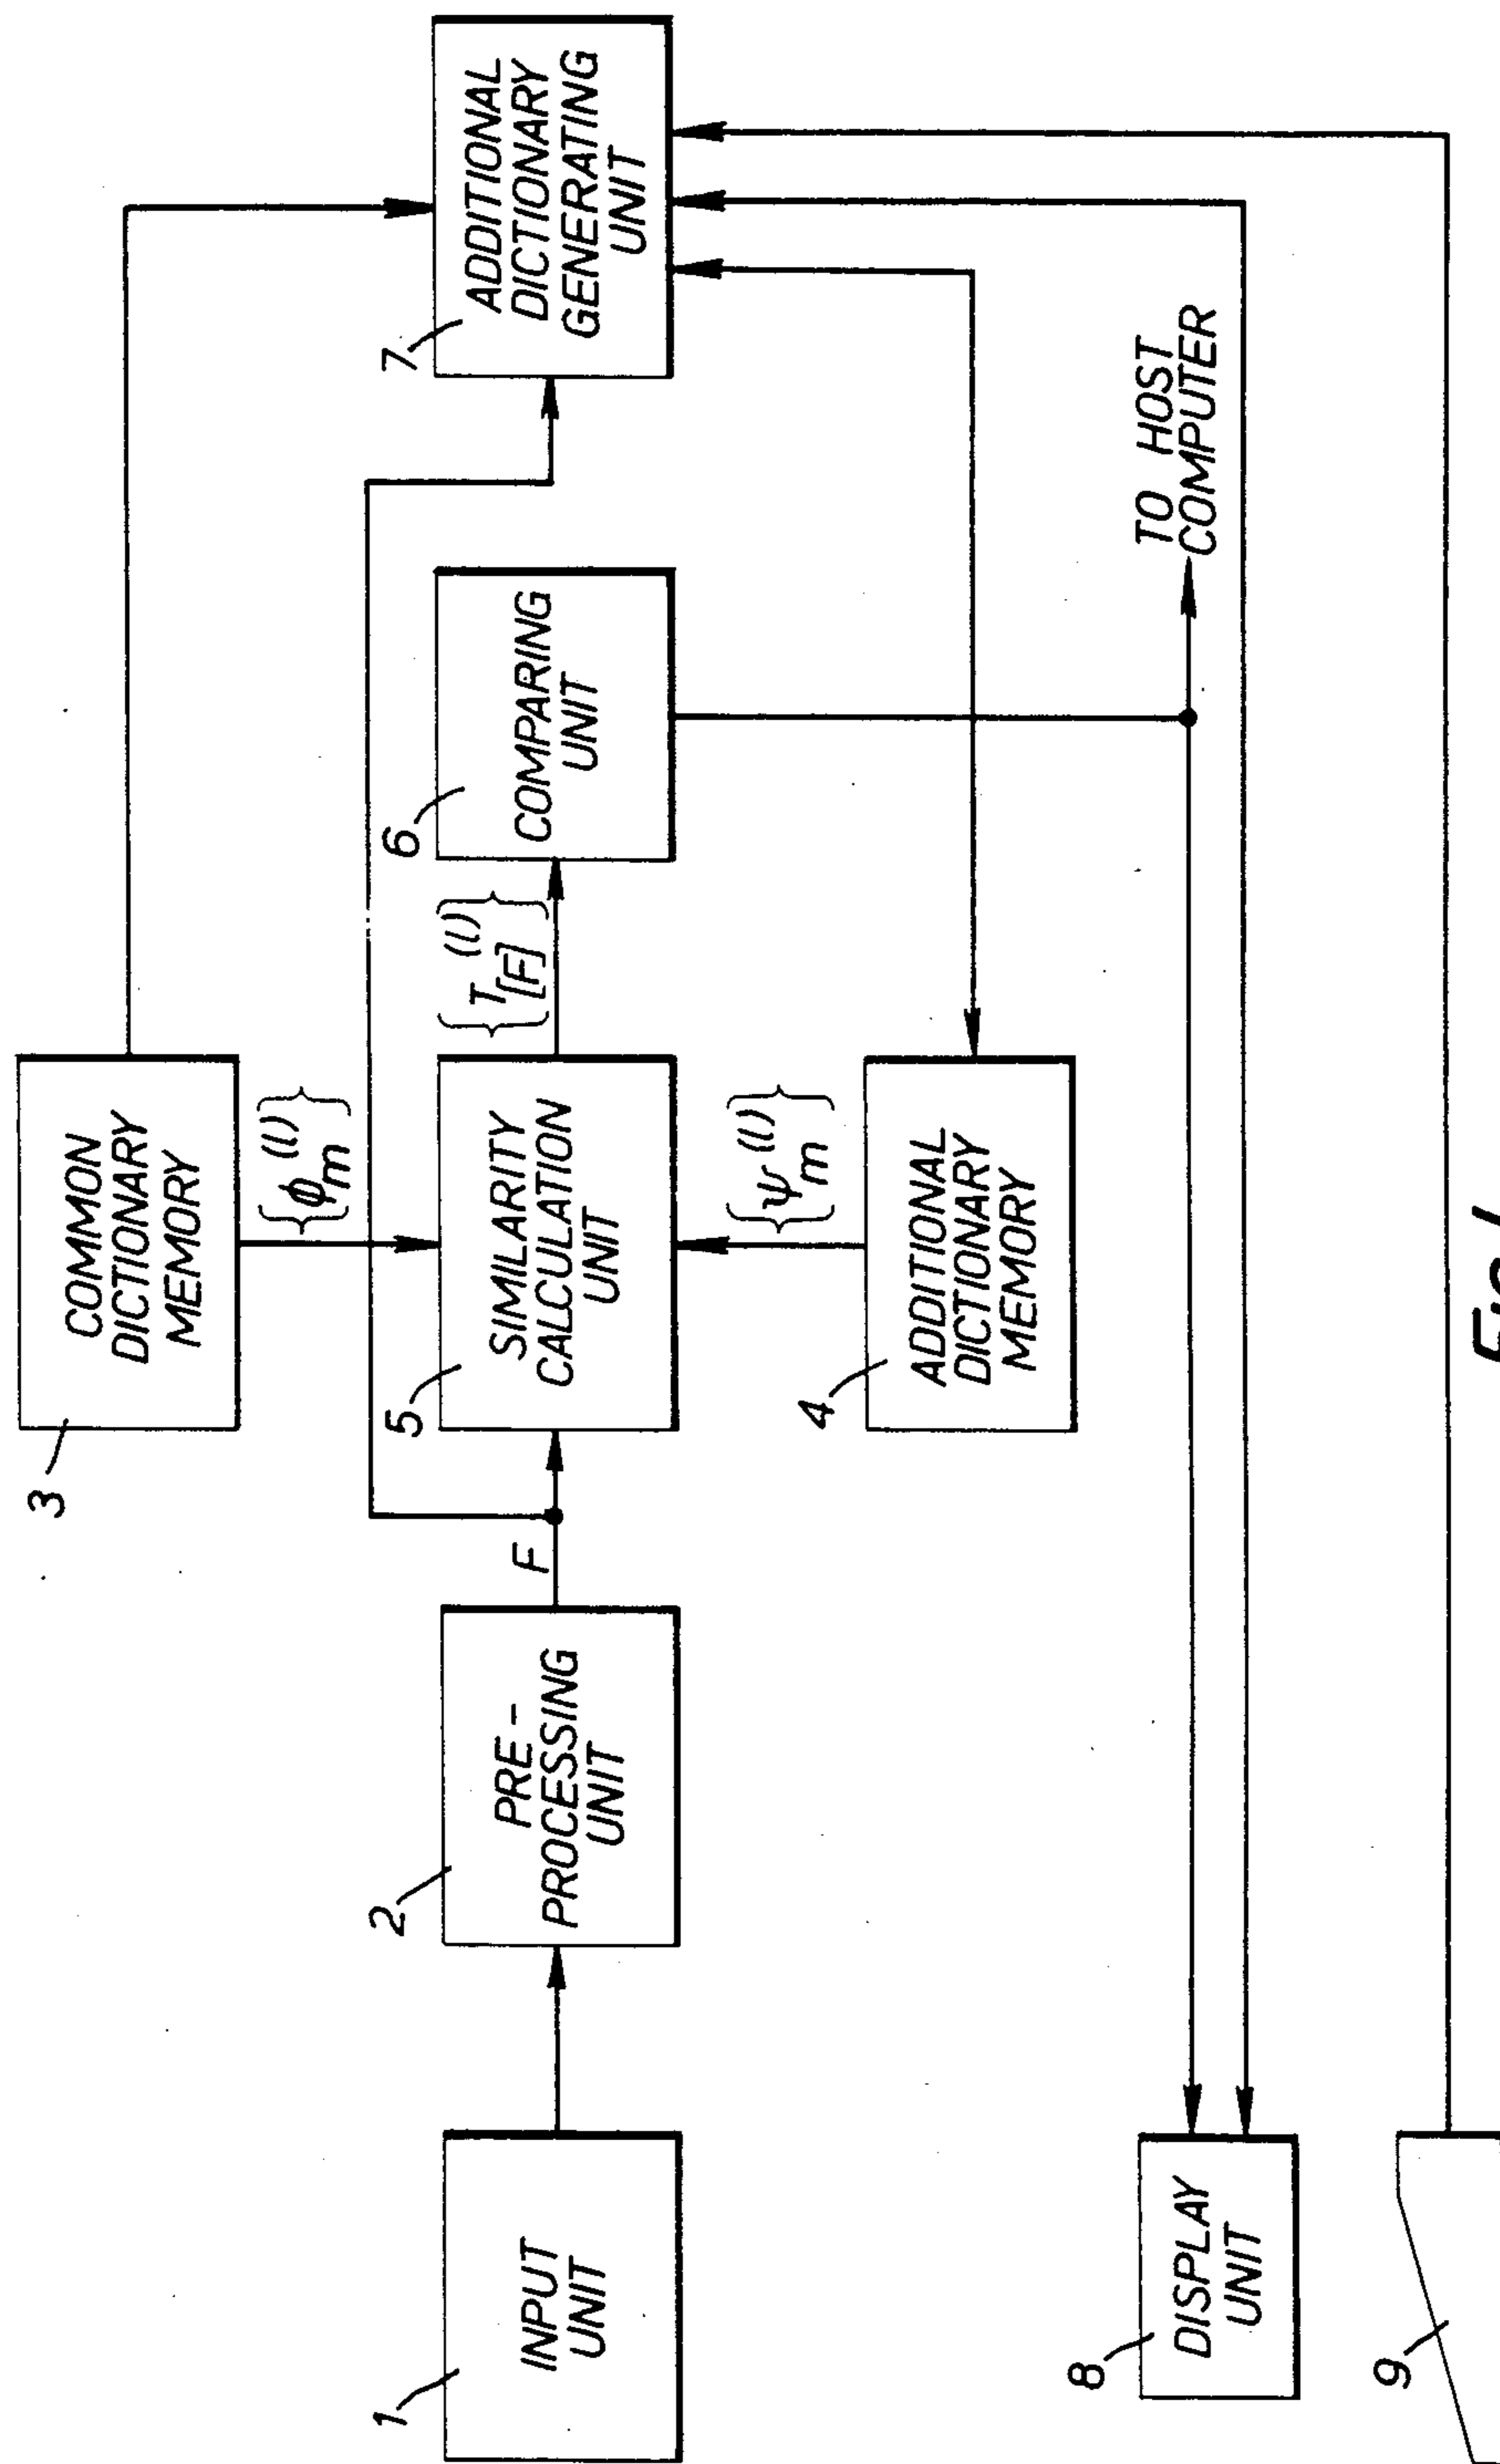 3
COMMON
DICTIONARY
MEMORY
{ϕm(l)}
1
INPUT
UNIT
2
PRE-
PROCESSING
UNIT
F
5
SIMILARITY
CALCULATION
UNIT
{T[F](l)}
6
COMPARING
UNIT
7
ADDITIONAL
DICTIONARY
GENERATING
UNIT
{ψm(l)}
4
ADDITIONAL
DICTIONARY
MEMORY
TO HOST
COMPUTER
8
DISPLAY
UNIT
9